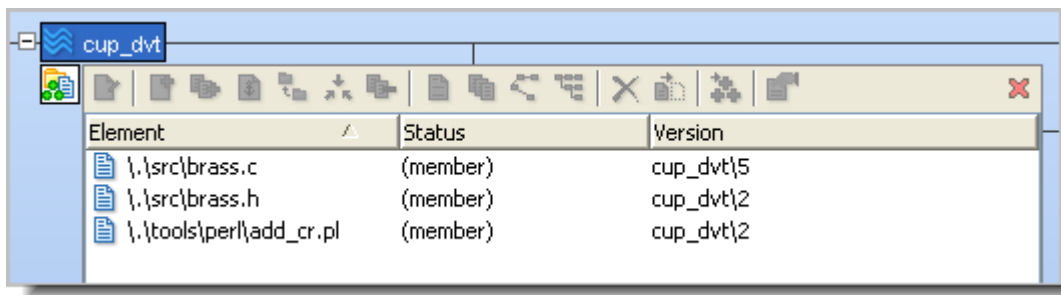 cup_dvt
Element Status Version
\.\src\brass.c (member) cup_dvt\5
\.\src\brass.h (member) cup_dvt\2
\.\tools\perl\add_cr.pl (member) cup_dvt\2